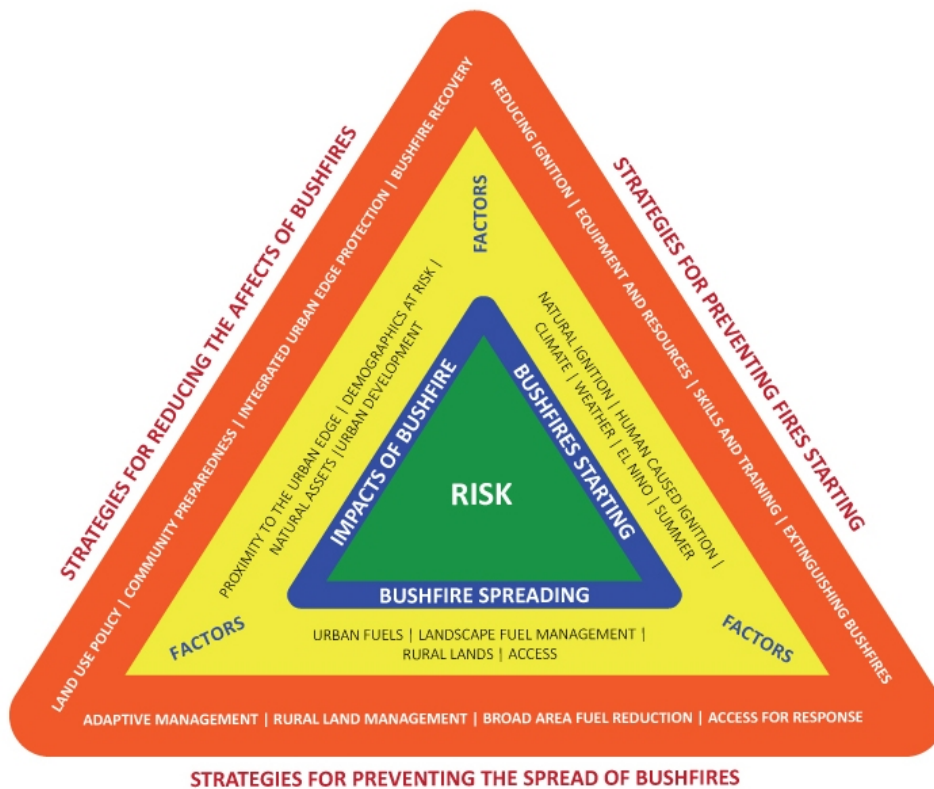 STRATEGIES FOR REDUCING THE AFFECTS OF BUSHFIRES
LAND USE POLICY | COMMUNITY PREPAREDNESS | INTEGRATED URBAN EDGE PROTECTION | BUSHFIRE RECOVERY
STRATEGIES FOR PREVENTING FIRES STARTING
REDUCING IGNITION | EQUIPMENT AND RESOURCES | SKILLS AND TRAINING | EXTINGUISHING BUSHFIRES
FACTORS
PROXIMITY TO THE URBAN EDGE | DEMOGRAPHICS AT RISK |
NATURAL ASSETS |URBAN DEVELOPMENT
NATURAL IGNITION | HUMAN CAUSED IGNITION |
CLIMATE | WEATHER | EL NINO | SUMMER
IMPACTS OF BUSHFIRE
BUSHFIRES STARTING
RISK
BUSHFIRE SPREADING
FACTORS
URBAN FUELS | LANDSCAPE FUEL MANAGEMENT |
RURAL LANDS | ACCESS
FACTORS
ADAPTIVE MANAGEMENT | RURAL LAND MANAGEMENT | BROAD AREA FUEL REDUCTION | ACCESS FOR RESPONSE
STRATEGIES FOR PREVENTING THE SPREAD OF BUSHFIRES